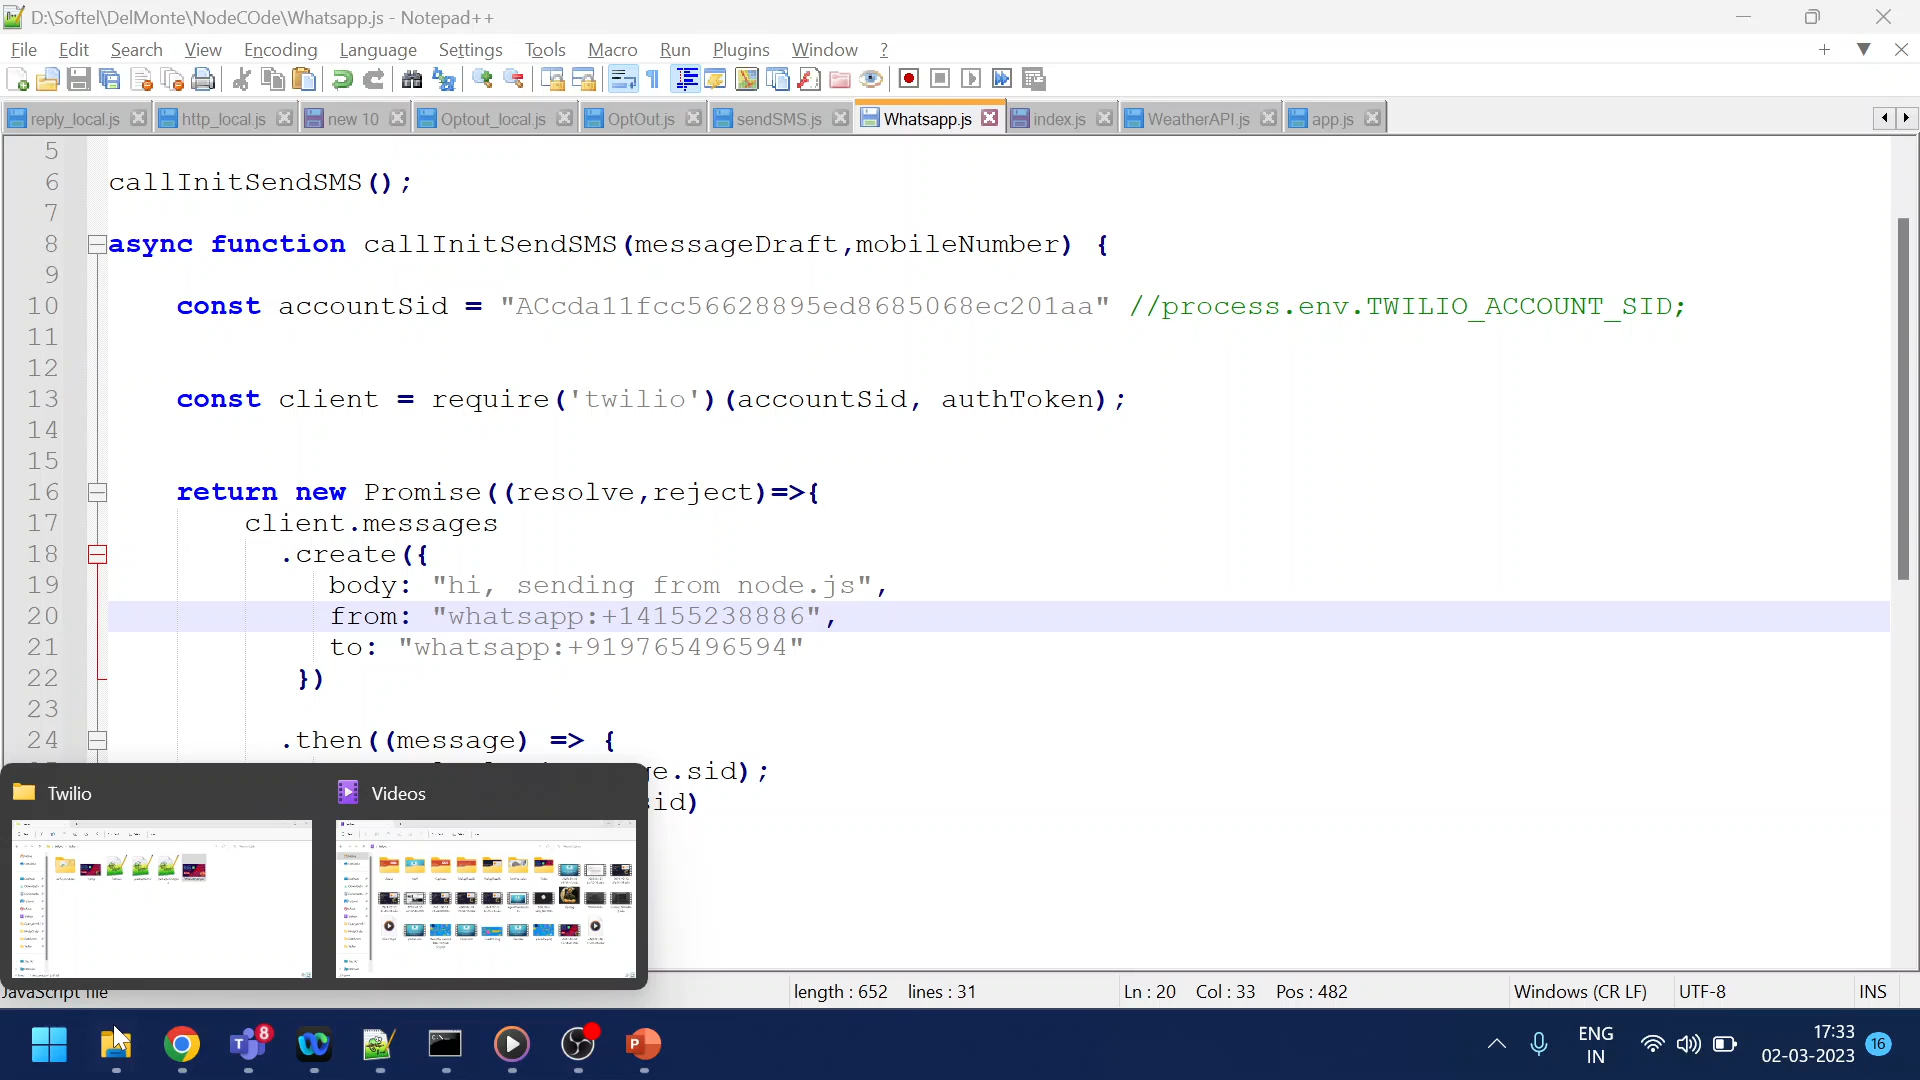 D:\Softel\DelMonte\NodeCOde\Whatsapp.js - Notepad++
File Edit Search View Encoding Language Settings Tools Macro Run Plugins Window ?
reply_local.js http_local.js new 10 Optout_local.js OptOut.js sendSMS.js Whatsapp.js index.js WeatherAPI.js app.js
5
6 callInitSendSMS();
7
8 async function callInitSendSMS(messageDraft,mobileNumber) {
9
10 const accountSid = "ACcda11fcc56628895ed8685068ec201aa" //process.env.TWILIO_ACCOUNT_SID;
11
12
13 const client = require('twilio')(accountSid, authToken);
14
15
16 return new Promise((resolve,reject)=>{
17 client.messages
18 .create({
19 body: "hi, sending from node.js",
20 from: "whatsapp:+14155238886",
21 to: "whatsapp:+919765496594"
22 })
23
24 .then((message) => {
e.sid);
sid)
Twilio Videos
JavaScript file length : 652 lines : 31 Ln : 20 Col : 33 Pos : 482 Windows (CR LF) UTF-8 INS
8
ENG
IN
17:33
02-03-2023
16